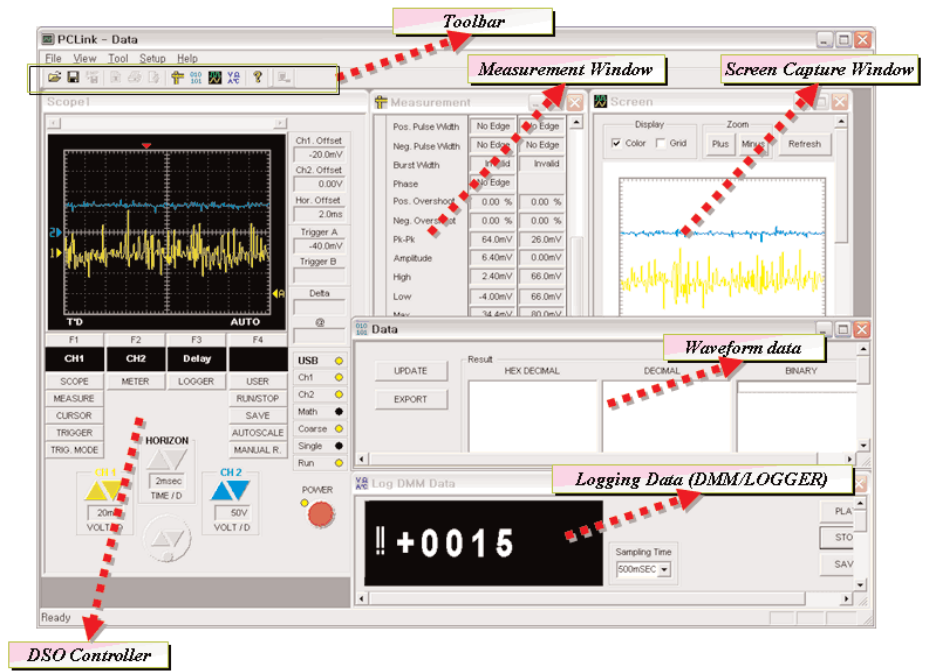 Toolbar
PCLink - Data
File View Tool Setup Help
Measurement Window
Screen Capture Window
Scope1
Ch1. Offset
-20.0mV
Ch2. Offset
0.00V
Hor. Offset
2.0ms
Trigger A
-40.0mV
Trigger B
Delta
@
2
1
A
T'D AUTO
F1 F2 F3 F4
CH1 CH2 Delay
SCOPE METER LOGGER USER
MEASURE RUN/STOP
CURSOR SAVE
TRIGGER AUTOSCALE
TRIG. MODE MANUAL R.
HORIZON
2msec
TIME / D
CH 2
50V
VOLT / D
USB
Ch1
Ch2
Math
Coarse
Single
Run
POWER
Measurement
Pos. Pulse Width No Edge No Edge
Neg. Pulse Width No Edge No Edge
Burst Width Invalid Invalid
Phase No Edge
Pos. Overshoot 0.00 % 0.00 %
Neg. Overshoot 0.00 % 0.00 %
Pk-Pk 64.0mV 26.0mV
Amplitude 6.40mV 0.00mV
High 2.40mV 66.0mV
Low -4.00mV 66.0mV
Max 34.4mV 80.0mV
Screen
Display Zoom
Color Grid Plus Minus Refresh
Data
Waveform data
UPDATE
EXPORT
Result
HEX DECIMAL DECIMAL BINARY
Log DMM Data
Logging Data (DMM/LOGGER)
+0015
Sampling Time
500mSEC
Ready
DSO Controller